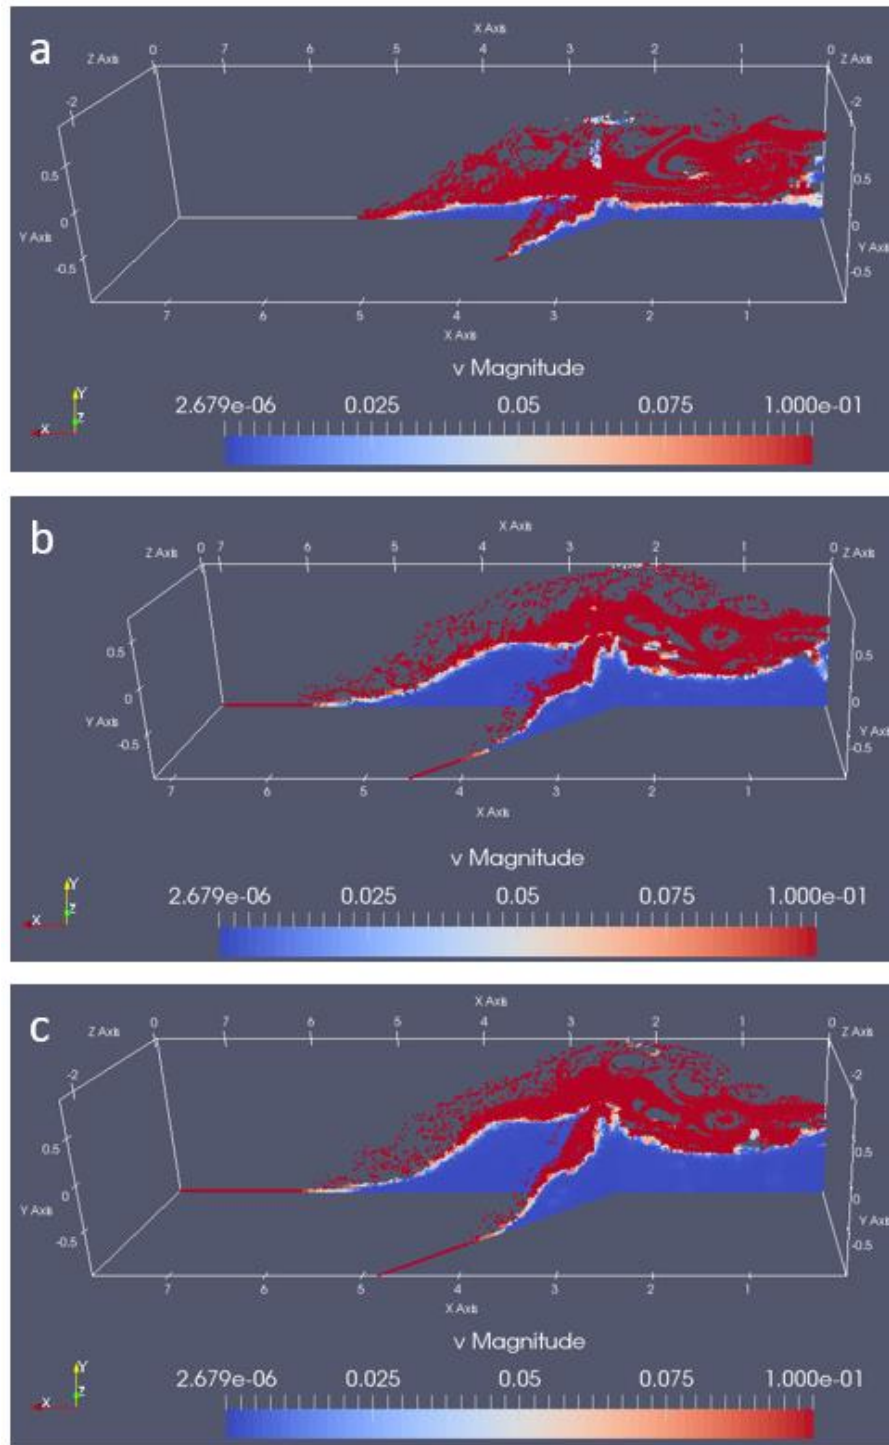 a
X Axis
Z Axis 0 7 6 5 4 3 2 1 0 Z Axis
-2 -2
0.5 0.5
0 0
Y Axis Y Axis
-0.5 -0.5
7 6 5 4 3 2 1
X Axis
v Magnitude
2.679e-06 0.025 0.05 0.075 1.000e-01
Y
X Z
b
X Axis
Z Axis 0 7 6 5 4 3 2 1 0 Z Axis
0.5 0.5
0 0
Y Axis Y Axis
-0.5 -0.5
7 6 5 4 3 2 1
X Axis
v Magnitude
2.679e-06 0.025 0.05 0.075 1.000e-01
Y
X Z
c
X Axis
Z Axis 0 7 6 5 4 3 2 1 0 Z Axis
-2 -2
0.5 0.5
0 0
Y Axis Y Axis
-0.5 -0.5
7 6 5 4 3 2 1
X Axis
v Magnitude
2.679e-06 0.025 0.05 0.075 1.000e-01
Y
X Z